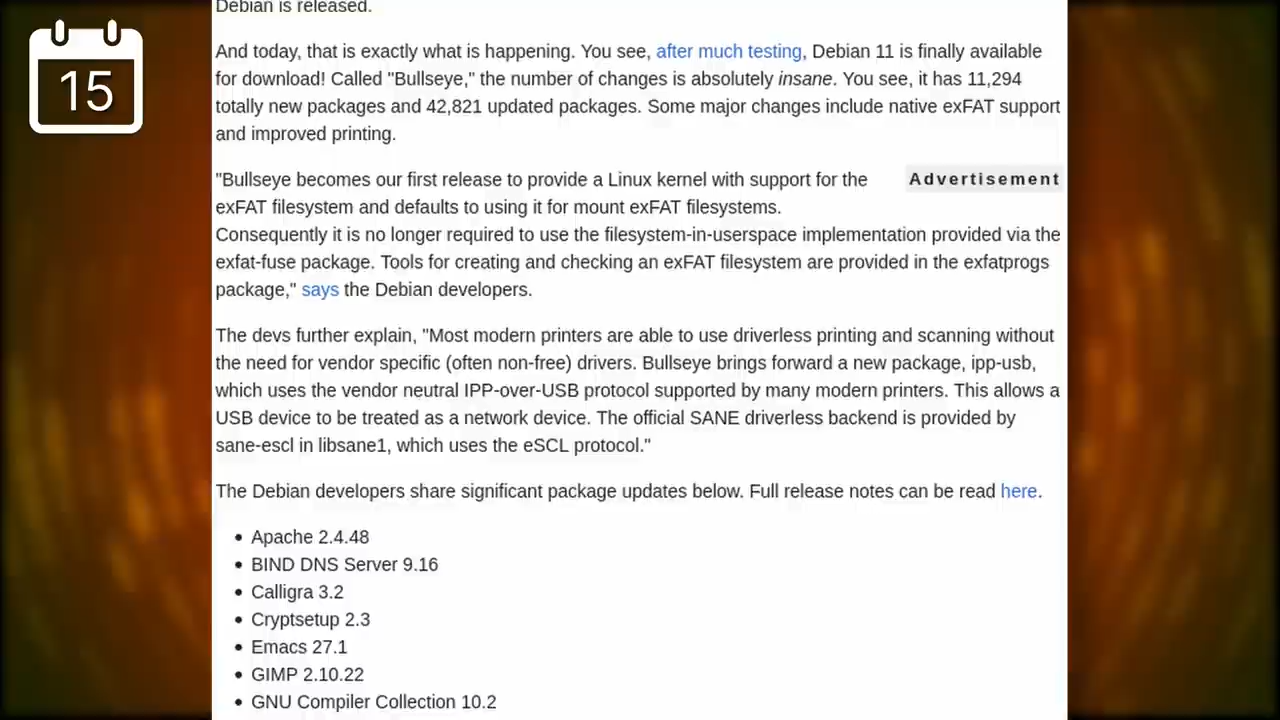 Debian is released.
15
And today, that is exactly what is happening. You see, after much testing, Debian 11 is finally available
for download! Called "Bullseye," the number of changes is absolutely insane. You see, it has 11,294
totally new packages and 42,821 updated packages. Some major changes include native exFAT support
and improved printing.
"Bullseye becomes our first release to provide a Linux kernel with support for the
Advertisement
exFAT filesystem and defaults to using it for mount exFAT filesystems.
Consequently it is no longer required to use the filesystem-in-userspace implementation provided via the
exfat-fuse package. Tools for creating and checking an exFAT filesystem are provided in the exfatprogs
package," says the Debian developers.
The devs further explain, "Most modern printers are able to use driverless printing and scanning without
the need for vendor specific (often non-free) drivers. Bullseye brings forward a new package, ipp-usb,
which uses the vendor neutral IPP-over-USB protocol supported by many modern printers. This allows a
USB device to be treated as a network device. The official SANE driverless backend is provided by
sane-escl in libsane1, which uses the eSCL protocol."
The Debian developers share significant package updates below. Full release notes can be read here.
• Apache 2.4.48
• BIND DNS Server 9.16
• Calligra 3.2
• Cryptsetup 2.3
• Emacs 27.1
• GIMP 2.10.22
• GNU Compiler Collection 10.2